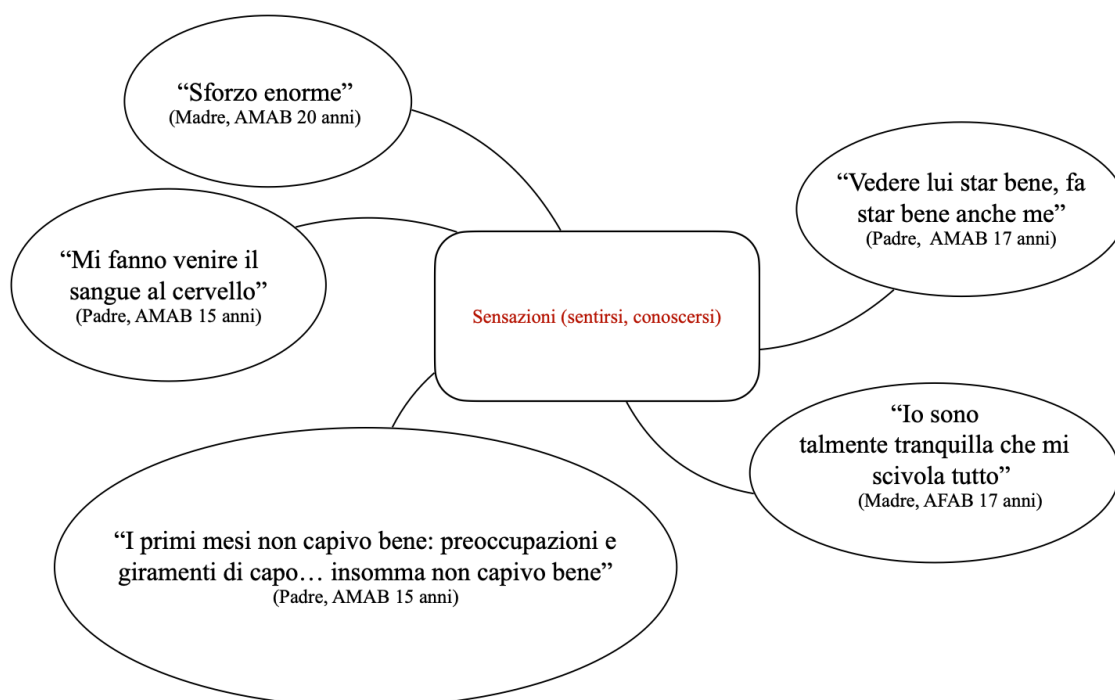 “Sforzo enorme”
(Madre, AMAB 20 anni)
“Mi fanno venire il
sangue al cervello”
(Padre, AMAB 15 anni)
“Vedere lui star bene, fa
star bene anche me”
(Padre, AMAB 17 anni)
Sensazioni (sentirsi, conoscersi)
“Io sono
talmente tranquilla che mi
scivola tutto”
(Madre, AFAB 17 anni)
“I primi mesi non capivo bene: preoccupazioni e
giramenti di capo… insomma non capivo bene”
(Padre, AMAB 15 anni)